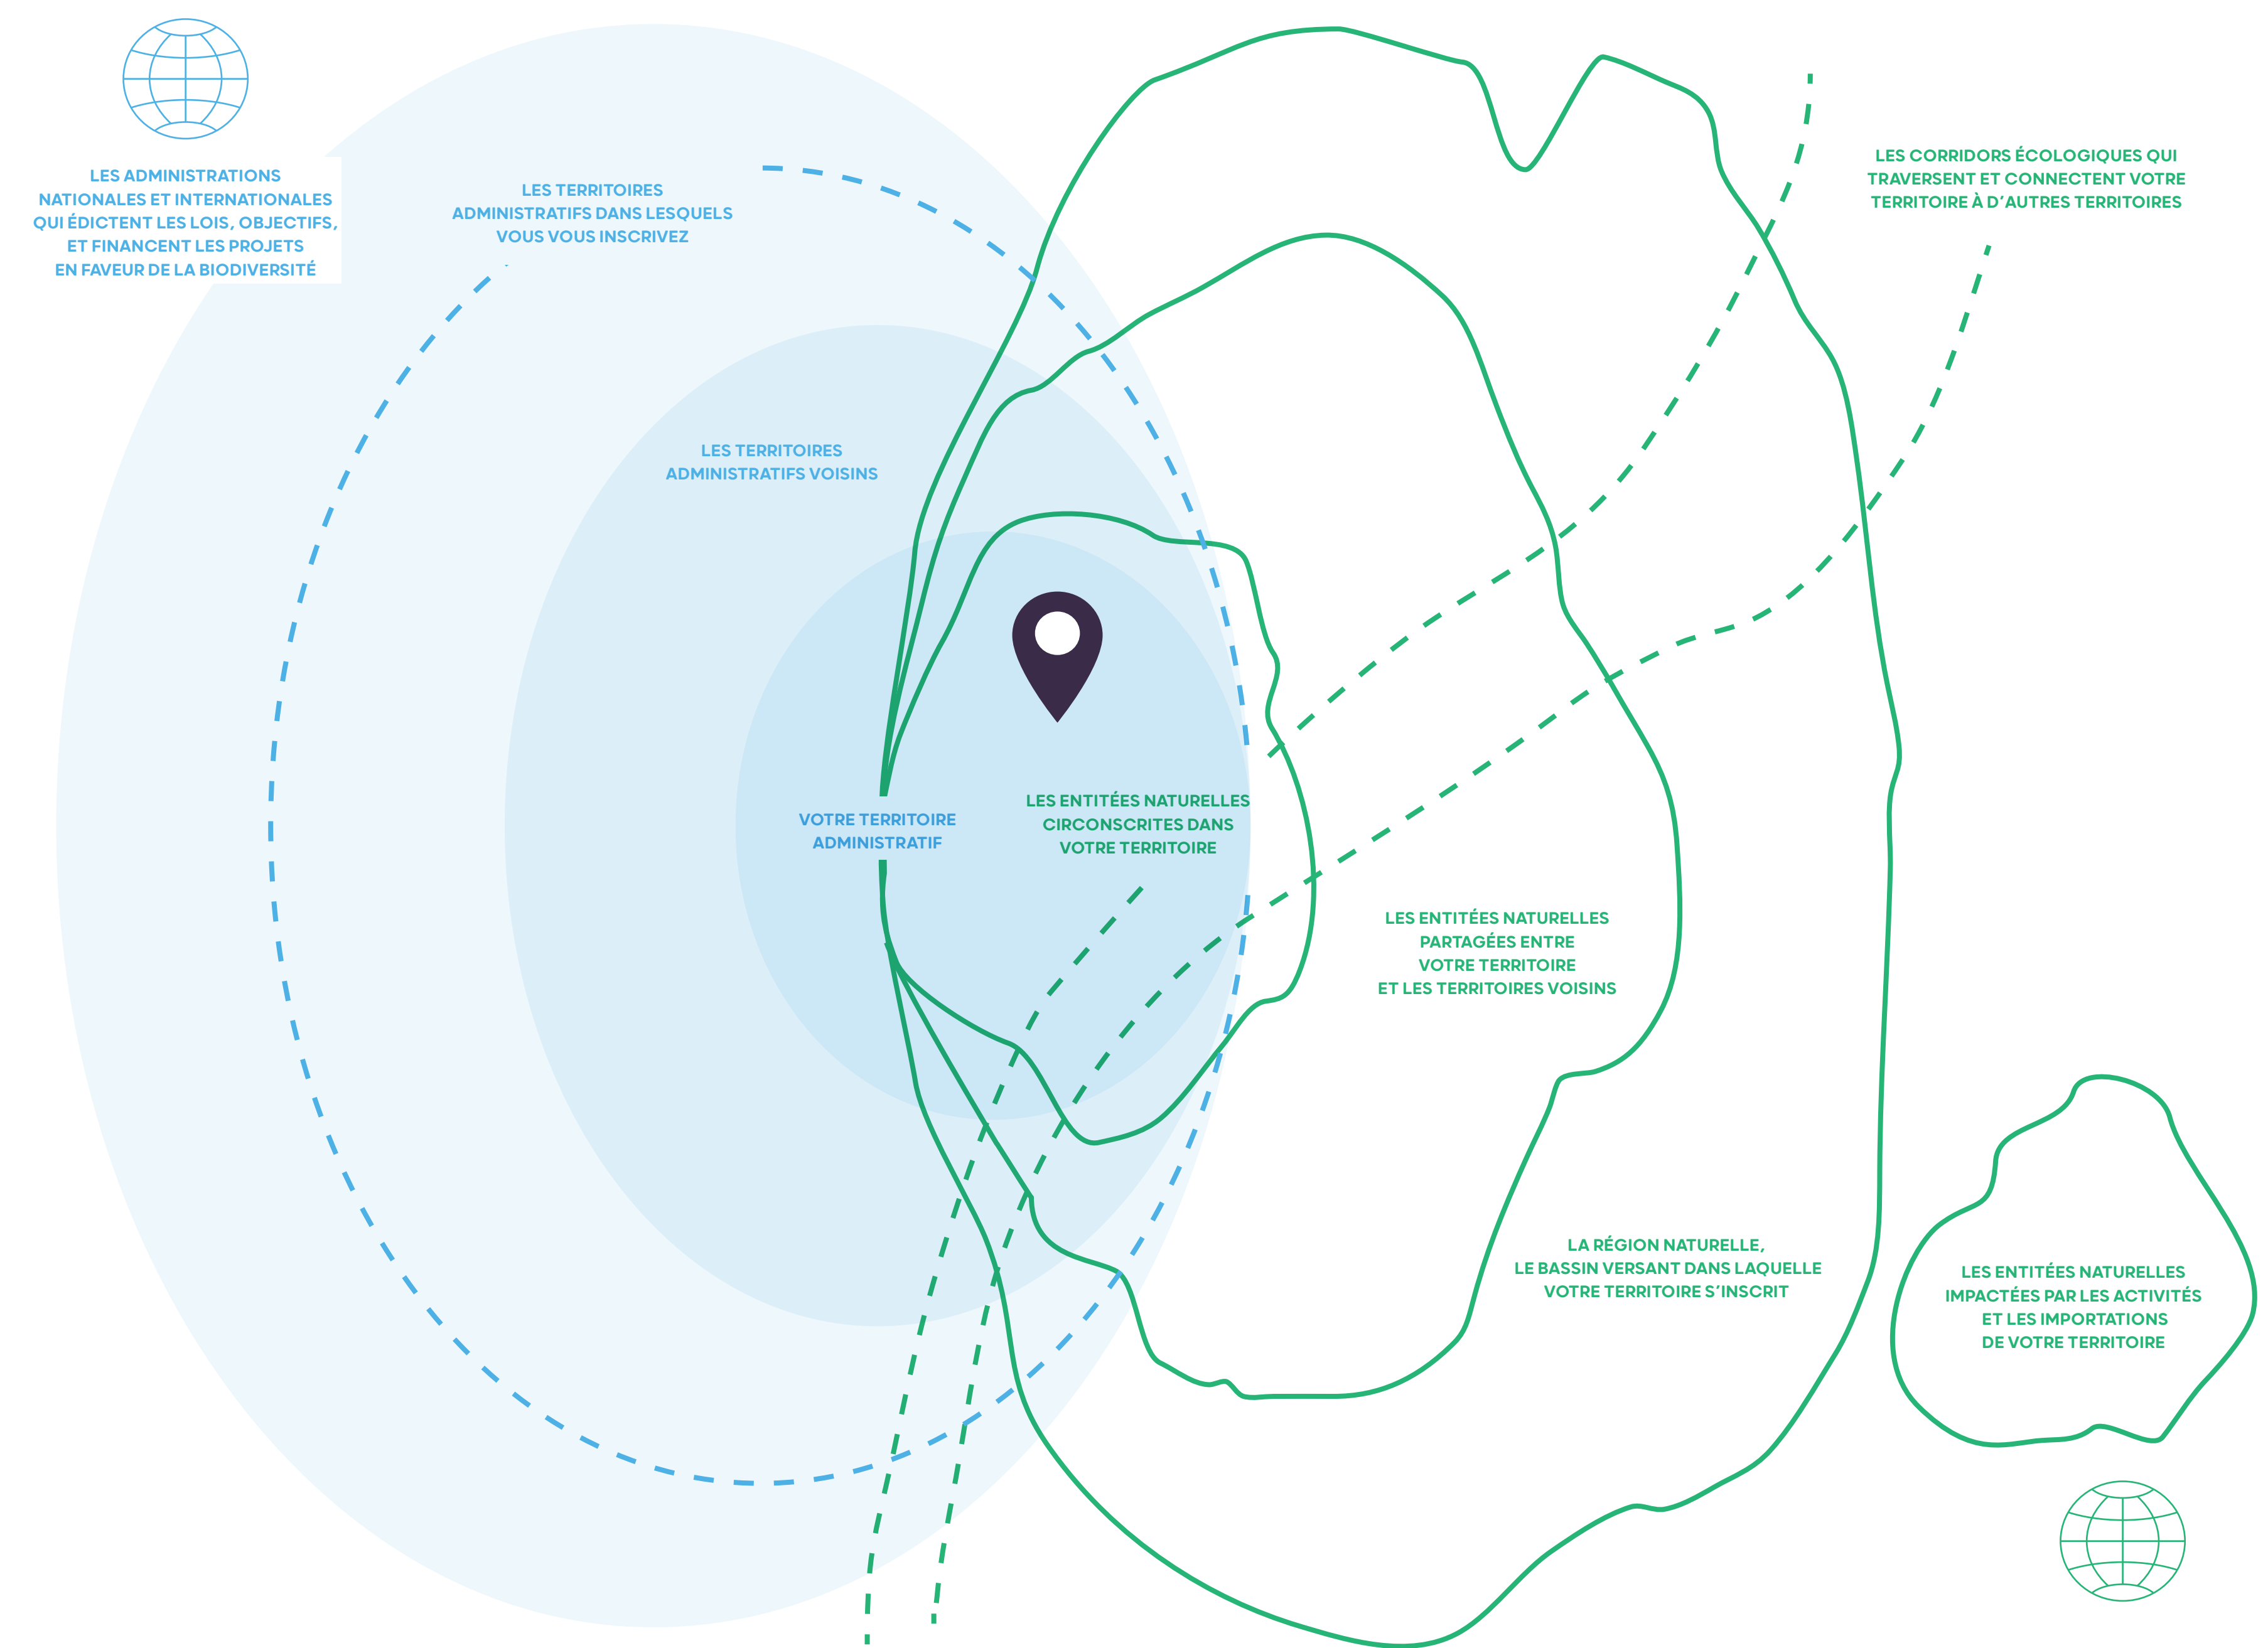 LES ADMINISTRATIONS
NATIONALES ET INTERNATIONALES
QUI ÉDICTENT LES LOIS, OBJECTIFS,
ET FINANCENT LES PROJETS
EN FAVEUR DE LA BIODIVERSITÉ
LES TERRITOIRES
ADMINISTRATIFS DANS LESQUELS
VOUS VOUS INSCRIVEZ
LES CORRIDORS ÉCOLOGIQUES QUI
TRAVERSENT ET CONNECTENT VOTRE
TERRITOIRE À D'AUTRES TERRITOIRES
LES TERRITOIRES
ADMINISTRATIFS VOISINS
VOTRE TERRITOIRE
ADMINISTRATIF
LES ENTITÉES NATURELLES
CIRCONSCRITES DANS
VOTRE TERRITOIRE
LES ENTITÉES NATURELLES
PARTAGÉES ENTRE
VOTRE TERRITOIRE
ET LES TERRITOIRES VOISINS
LA RÉGION NATURELLE,
LE BASSIN VERSANT DANS LAQUELLE
VOTRE TERRITOIRE S'INSCRIT
LES ENTITÉES NATURELLES
IMPACTÉES PAR LES ACTIVITÉS
ET LES IMPORTATIONS
DE VOTRE TERRITOIRE